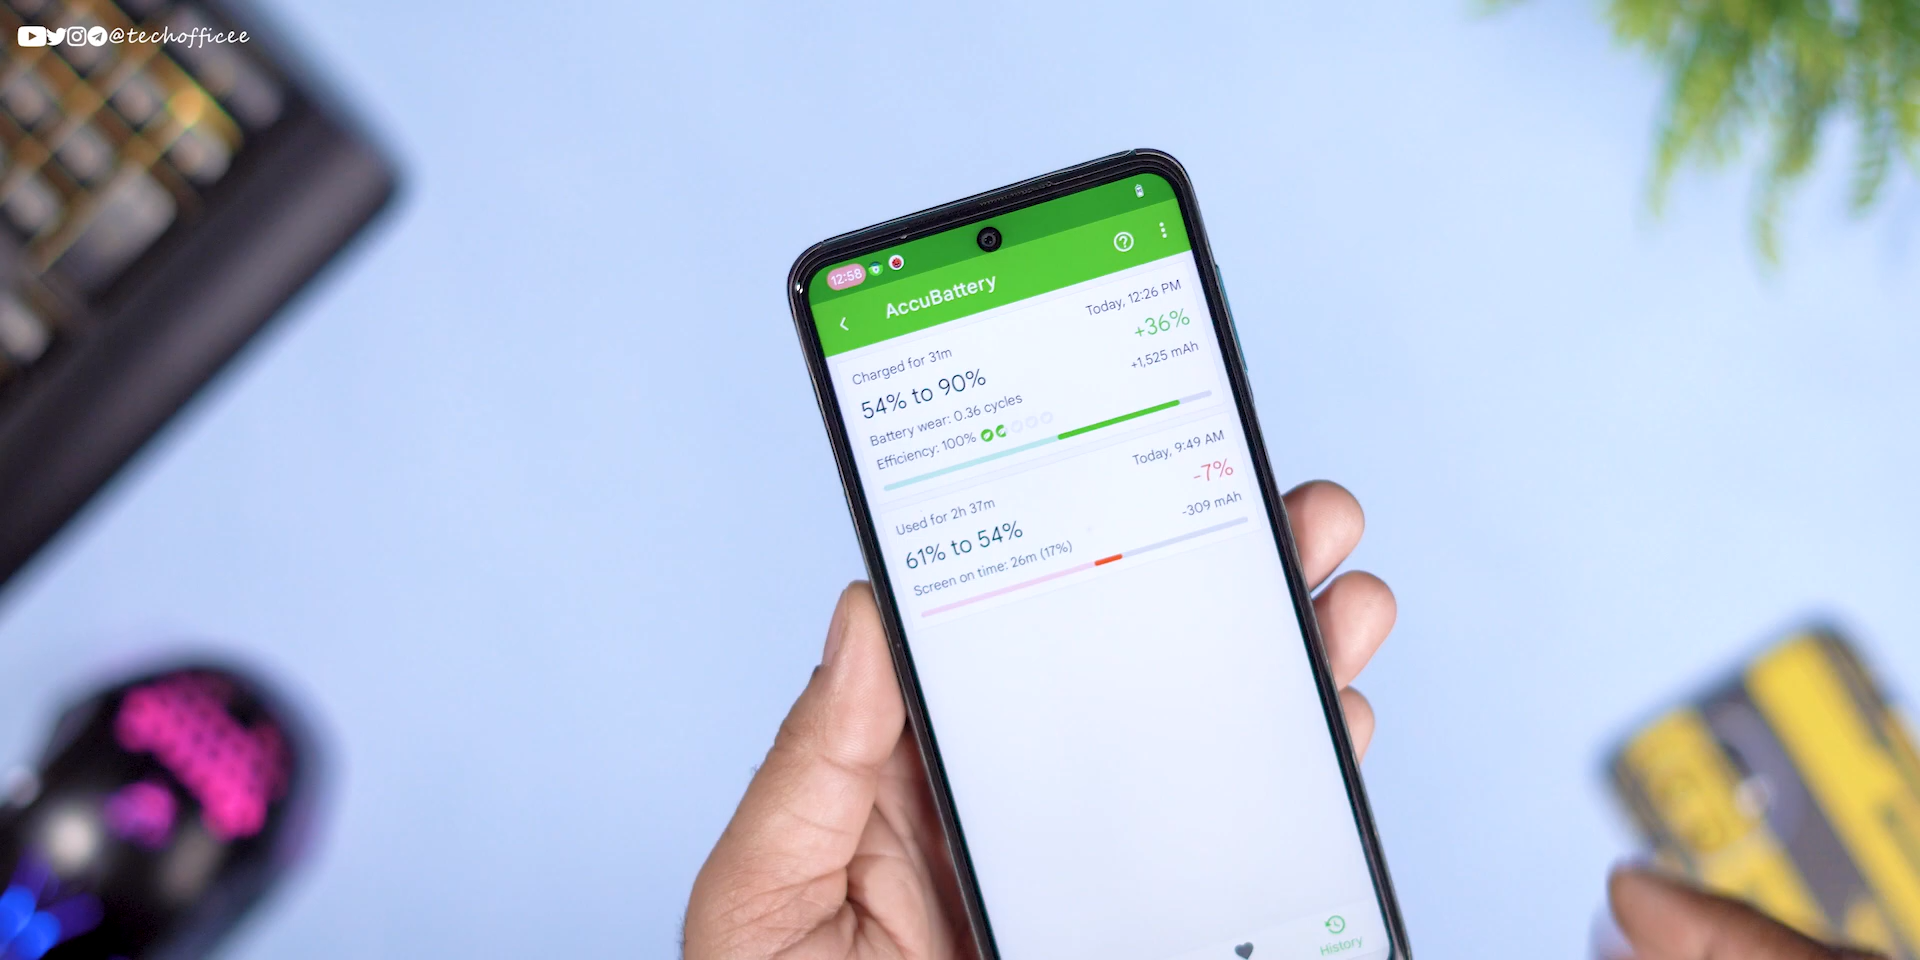 @techofficee
12:58
AccuBattery
Today, 12:26 PM
Charged for 31m
+36%
54% to 90%
+1,525 mAh
Battery wear: 0.36 cycles
Efficiency: 100%
Today, 9:49 AM
Used for 2h 37m
-7%
61% to 54%
-309 mAh
Screen on time: 26m (17%)
History